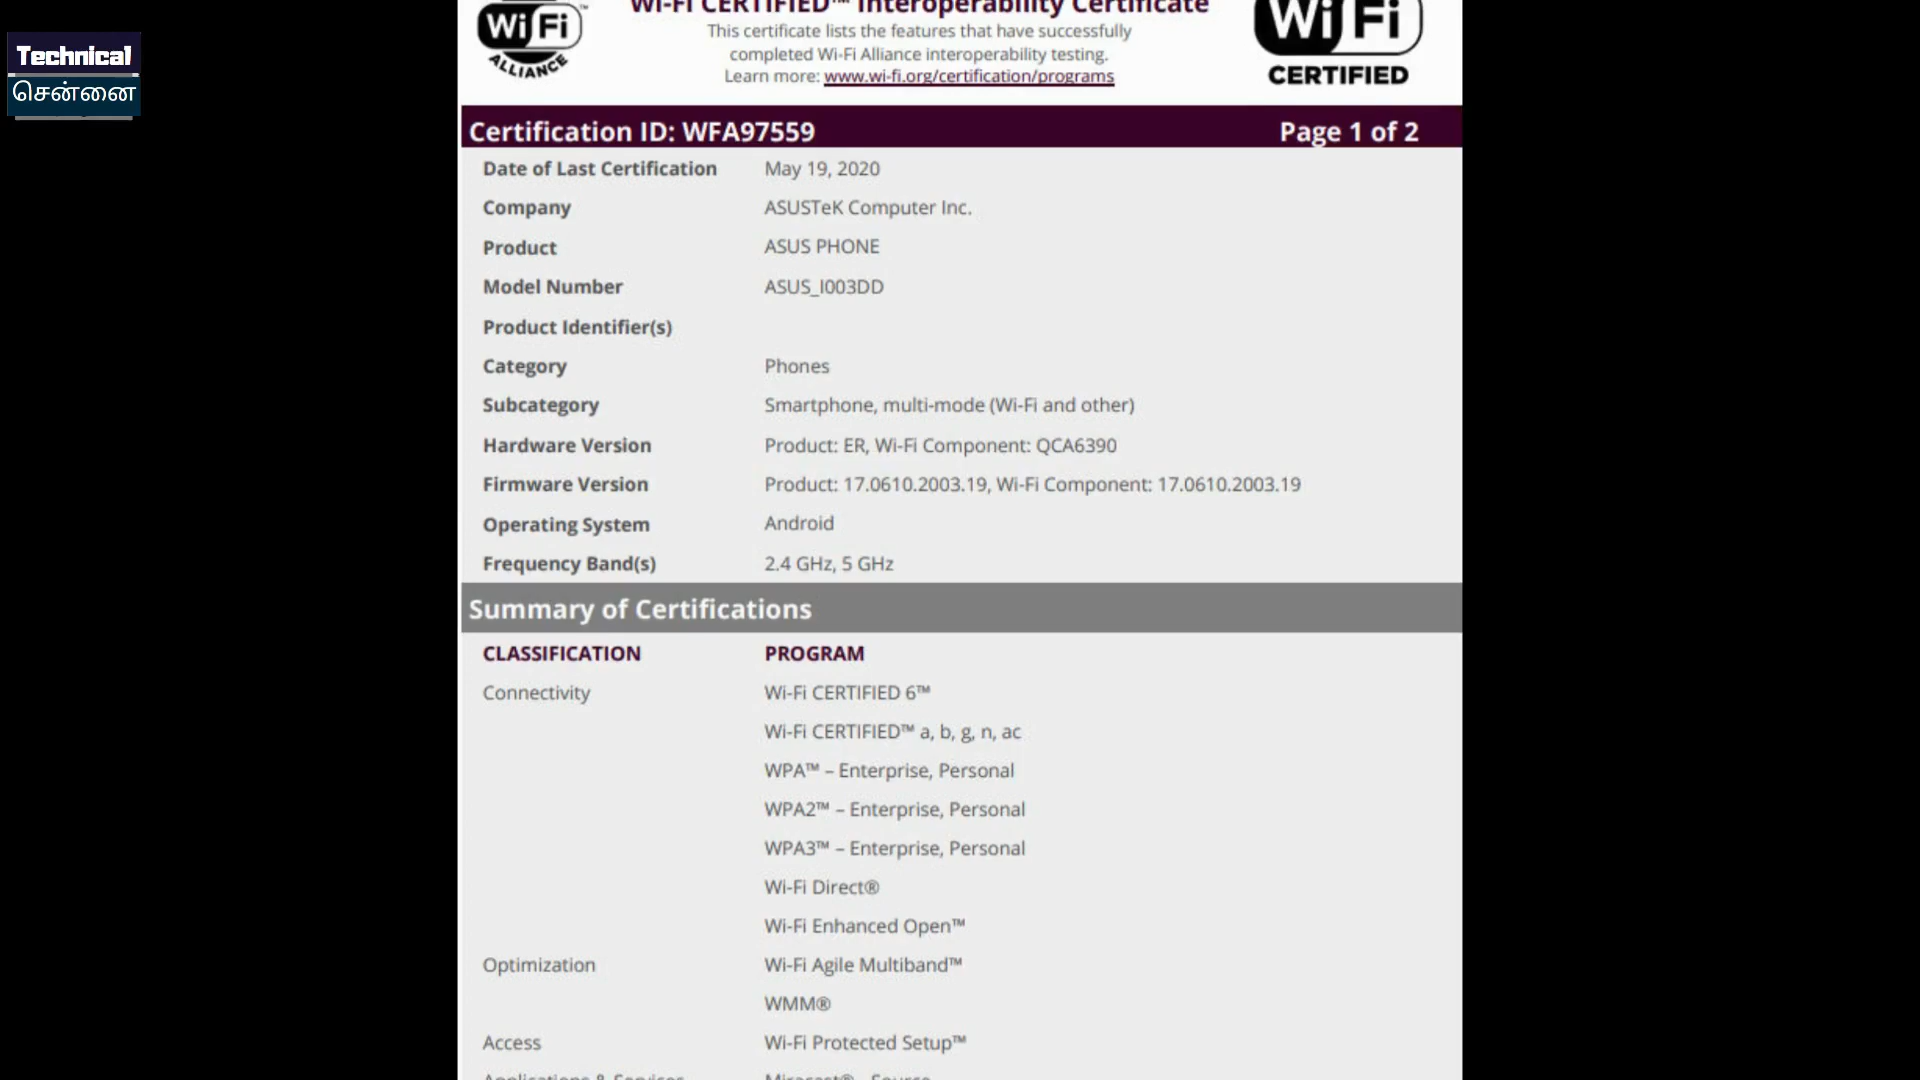 Technical
சென்னை
Wi Fi
ALLIANCE
Wi-Fi CERTIFIED™ Interoperability Certificate
This certificate lists the features that have successfully
completed Wi-Fi Alliance interoperability testing.
Learn more: www.wi-fi.org/certification/programs
Wi Fi
CERTIFIED
Certification ID: WFA97559 Page 1 of 2
Date of Last Certification May 19, 2020
Company ASUSTeK Computer Inc.
Product ASUS PHONE
Model Number ASUS_I003DD
Product Identifier(s)
Category Phones
Subcategory Smartphone, multi-mode (Wi-Fi and other)
Hardware Version Product: ER, Wi-Fi Component: QCA6390
Firmware Version Product: 17.0610.2003.19, Wi-Fi Component: 17.0610.2003.19
Operating System Android
Frequency Band(s) 2.4 GHz, 5 GHz
Summary of Certifications
CLASSIFICATION PROGRAM
Connectivity Wi-Fi CERTIFIED 6™
Wi-Fi CERTIFIED™ a, b, g, n, ac
WPA™ – Enterprise, Personal
WPA2™ – Enterprise, Personal
WPA3™ – Enterprise, Personal
Wi-Fi Direct®
Wi-Fi Enhanced Open™
Optimization Wi-Fi Agile Multiband™
WMM®
Access Wi-Fi Protected Setup™
Applications & Services Miracast® - Source